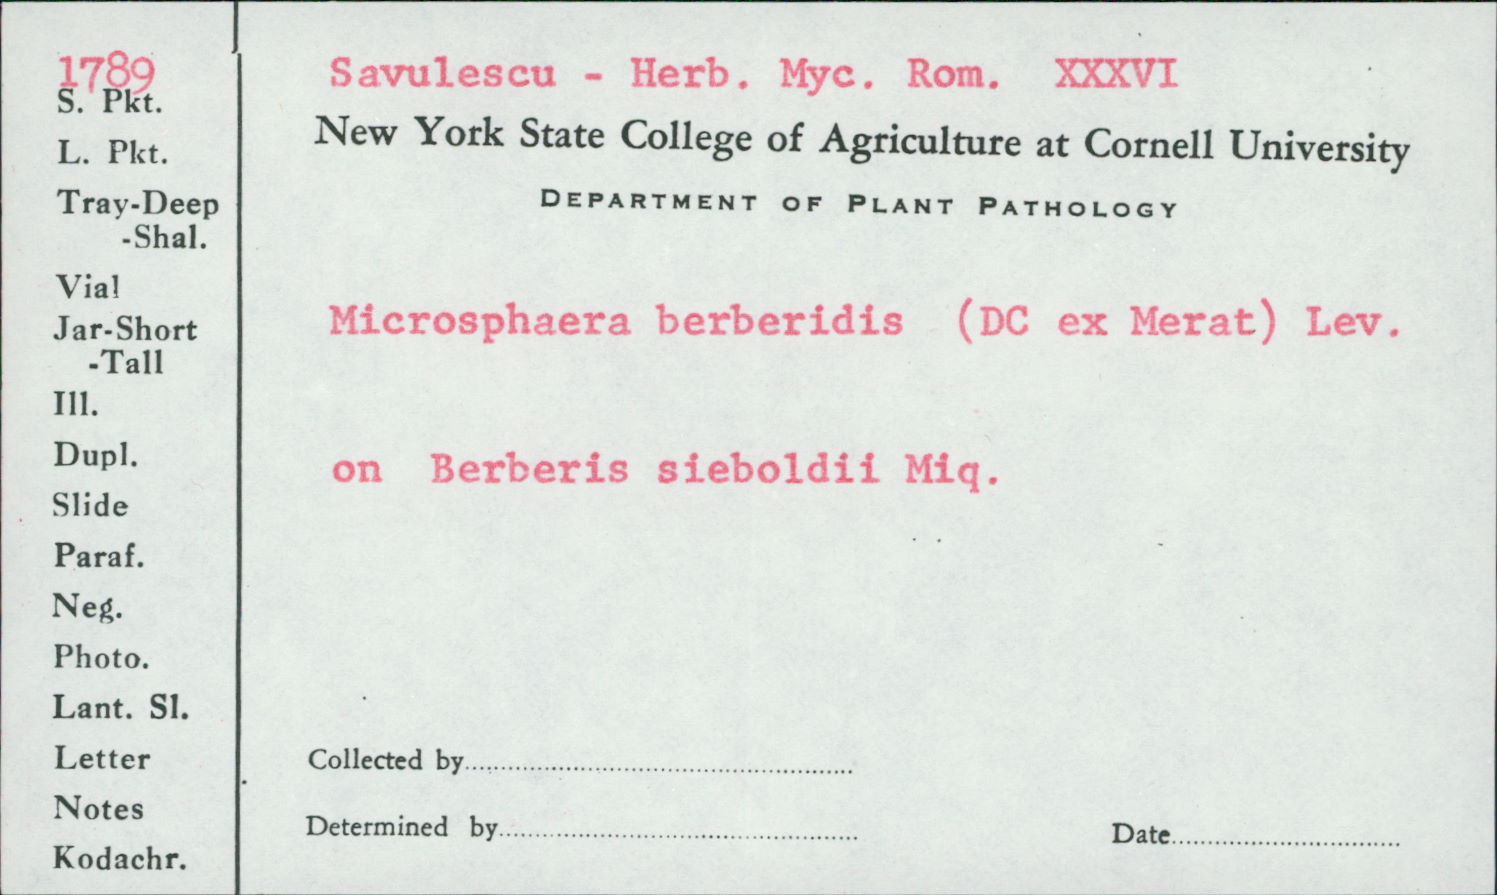 1789
S. Pkt.
L. Pkt.
Tray-Deep
-Shal.
Vial
Jar-Short
-Tall
Ill.
Dupl.
Slide
Paraf.
Neg.
Photo.
Lant. Sl.
Letter
Notes
Kodachr.
Savulescu - Herb. Myc. Rom. XXXVI
New York State College of Agriculture at Cornell University
DEPARTMENT OF PLANT PATHOLOGY
Microsphaera berberidis (DC ex Merat) Lev.
on Berberis sieboldii Miq.
Collected by
Determined by
Date